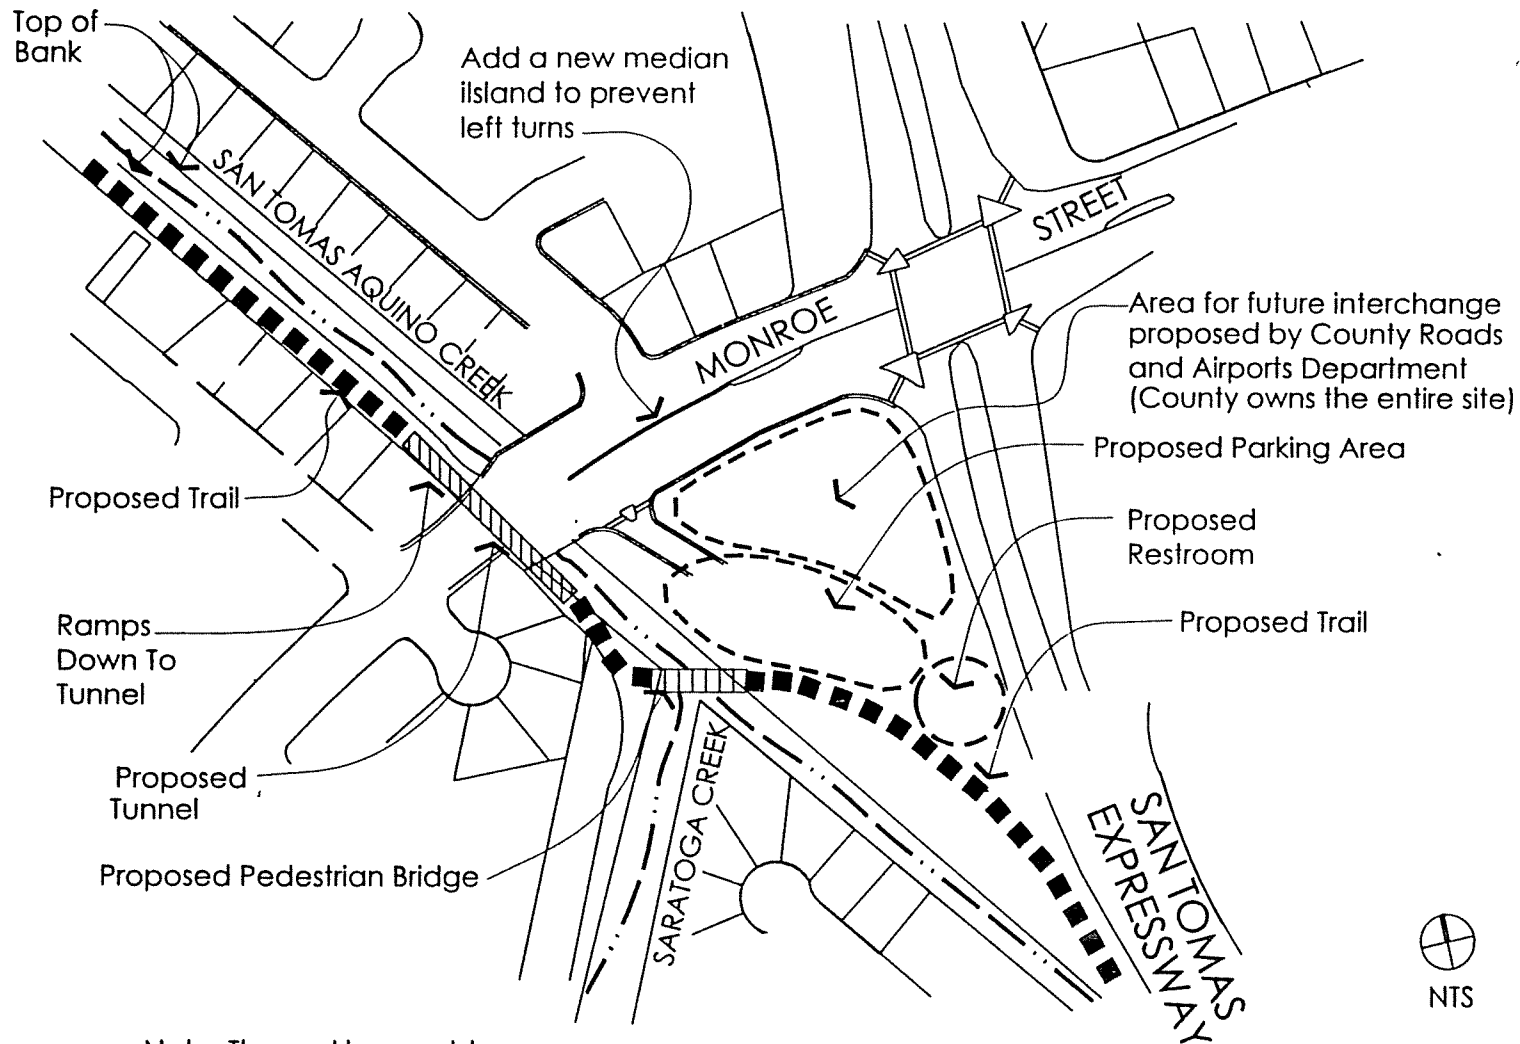 Top of
Bank
Add a new median
ilsland to prevent
left turns
SAN TOMAS AQUINO CREEK
MONROE
STREET
Area for future interchange
proposed by County Roads
and Airports Department
(County owns the entire site)
Proposed Parking Area
Proposed
Restroom
Proposed Trail
Proposed Trail
Ramps
Down To
Tunnel
Proposed
Tunnel
Proposed Pedestrian Bridge
SARATOGA CREEK
SAN TOMAS
EXPRESSWAY
NTS